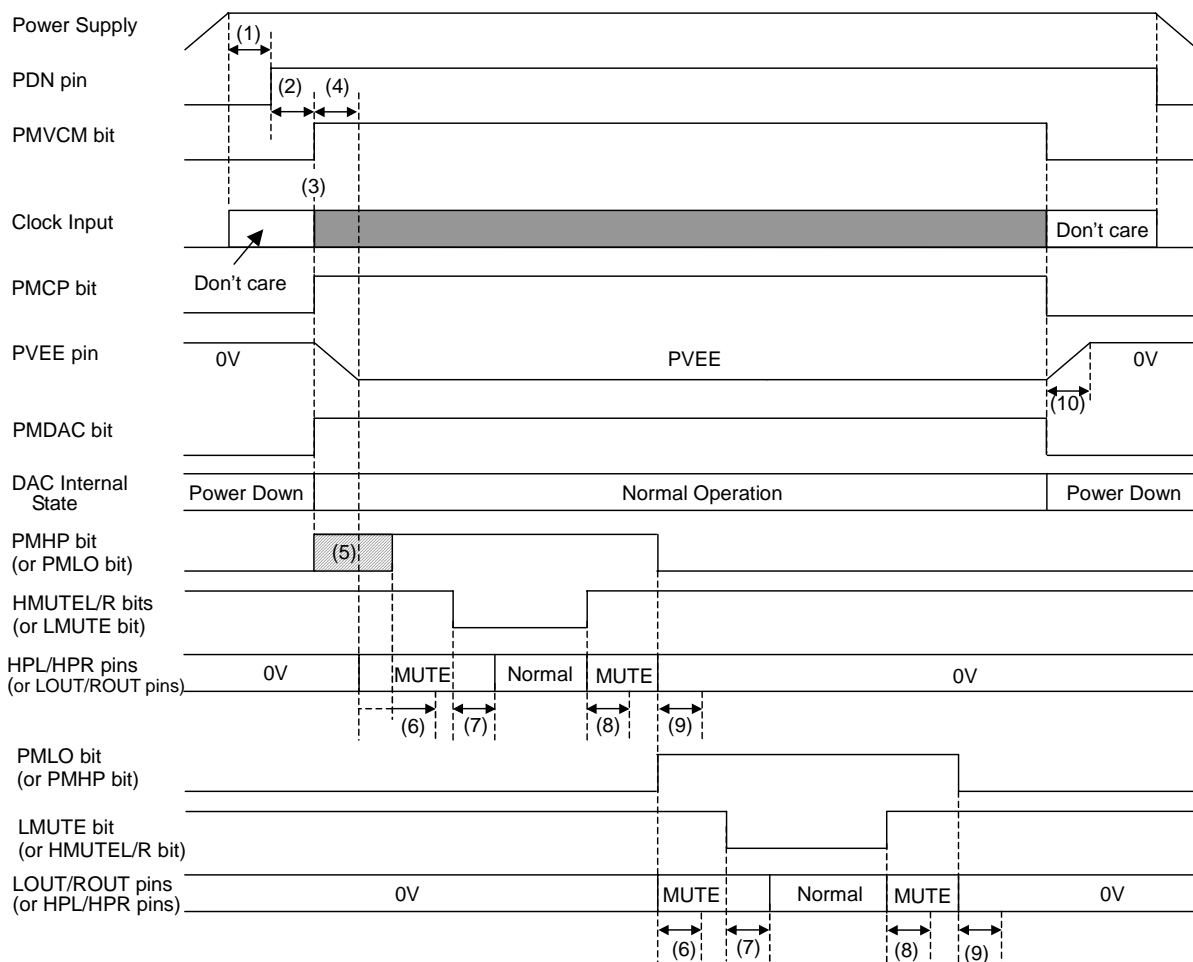 Power Supply
(1)
PDN pin
(2) (4)
PMVCM bit
(3)
Clock Input
Don't care
Don't care
PMCP bit
PVEE pin
0V PVEE 0V
(10)
PMDAC bit
DAC Internal
State
Power Down Normal Operation Power Down
PMHP bit
(or PMLO bit)
(5)
HMUTEL/R bits
(or LMUTE bit)
HPL/HPR pins
(or LOUT/ROUT pins)
0V MUTE Normal MUTE 0V
(6) (7) (8) (9)
PMLO bit
(or PMHP bit)
LMUTE bit
(or HMUTEL/R bit)
LOUT/ROUT pins
(or HPL/HPR pins)
0V MUTE Normal MUTE 0V
(6) (7) (8) (9)